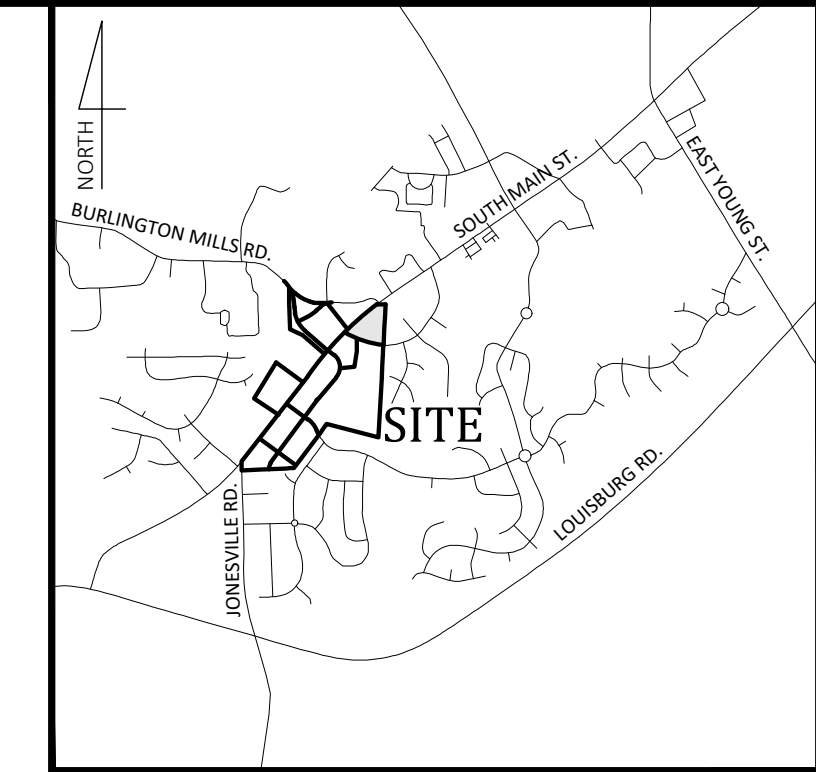 NORTH
BURLINGTON MILLS RD.
SOUTH MAIN ST.
EAST YOUNG ST.
SITE
JONESVILLE RD.
LOUISBURG RD.